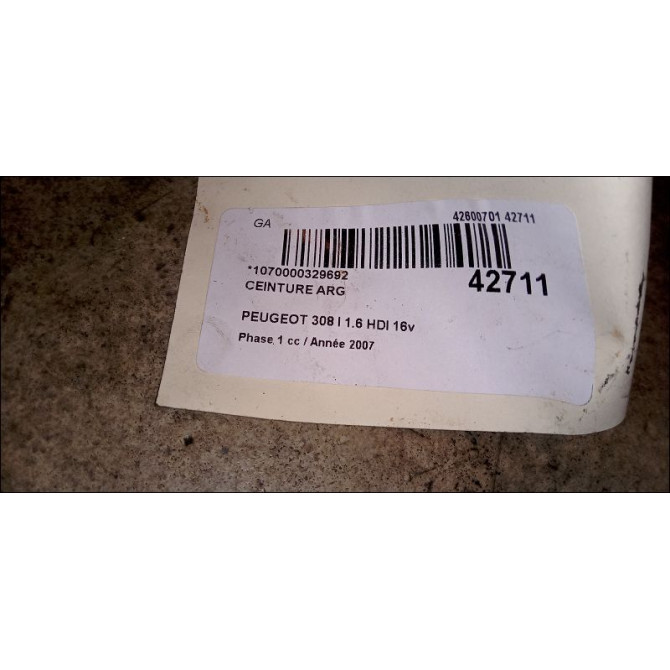 GA 42600701 42711
*1070000329692
CEINTURE ARG 42711
PEUGEOT 308 I 1.6 HDI 16v
Phase 1 cc / Année 2007